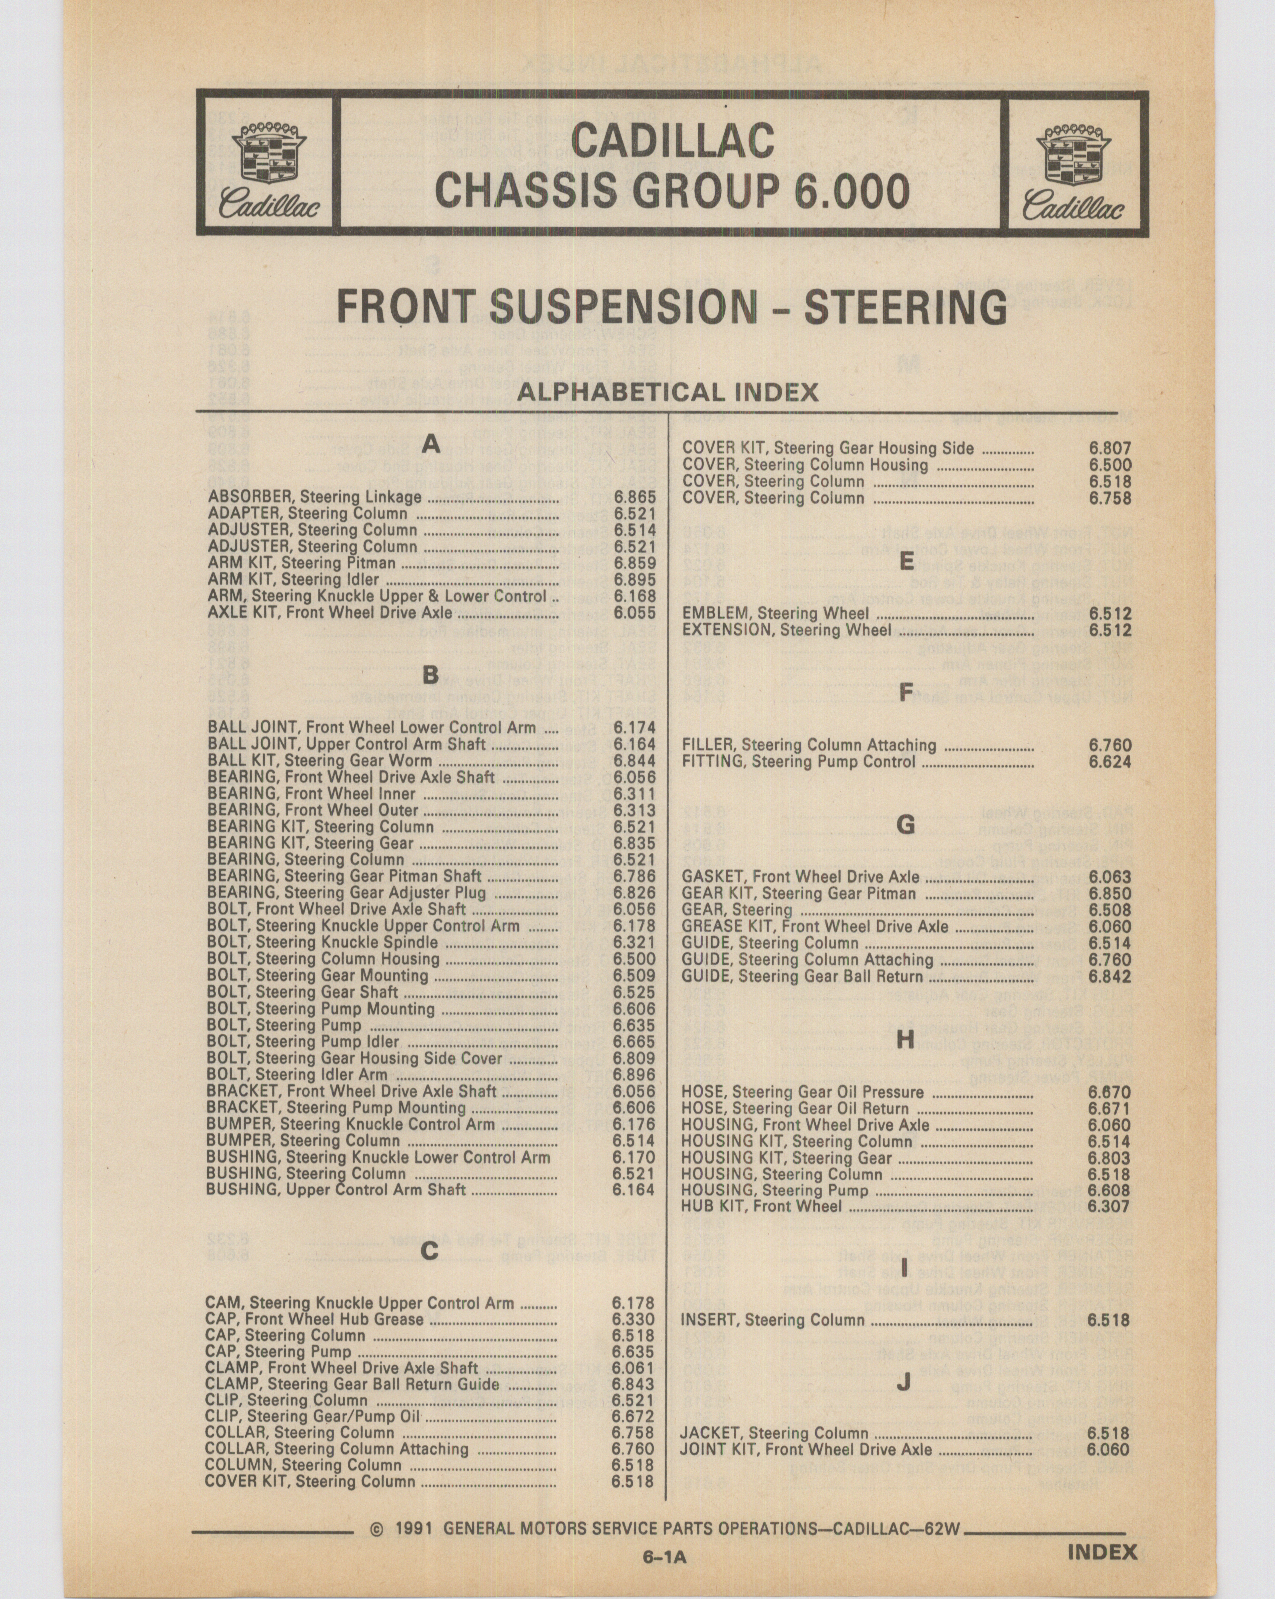 Cadillac
CADILLAC
CHASSIS GROUP 6.000
Cadillac
FRONT SUSPENSION – STEERING
ALPHABETICAL INDEX
A
ABSORBER, Steering Linkage ................ 6.865
ADAPTER, Steering Column ................ 6.521
ADJUSTER, Steering Column ................ 6.514
ADJUSTER, Steering Column ................ 6.521
ARM KIT, Steering Pitman ................ 6.859
ARM KIT, Steering Idler ................ 6.895
ARM, Steering Knuckle Upper & Lower Control .. 6.168
AXLE KIT, Front Wheel Drive Axle ................ 6.055
B
BALL JOINT, Front Wheel Lower Control Arm .... 6.174
BALL JOINT, Upper Control Arm Shaft ................ 6.164
BALL KIT, Steering Gear Worm ................ 6.844
BEARING, Front Wheel Drive Axle Shaft ................ 6.056
BEARING, Front Wheel Inner ................ 6.311
BEARING, Front Wheel Outer ................ 6.313
BEARING KIT, Steering Column ................ 6.521
BEARING KIT, Steering Gear ................ 6.835
BEARING, Steering Column ................ 6.521
BEARING, Steering Gear Pitman Shaft ................ 6.786
BEARING, Steering Gear Adjuster Plug ................ 6.826
BOLT, Front Wheel Drive Axle Shaft ................ 6.056
BOLT, Steering Knuckle Upper Control Arm ........ 6.178
BOLT, Steering Knuckle Spindle ................ 6.321
BOLT, Steering Column Housing ................ 6.500
BOLT, Steering Gear Mounting ................ 6.509
BOLT, Steering Gear Shaft ................ 6.525
BOLT, Steering Pump Mounting ................ 6.606
BOLT, Steering Pump ................ 6.635
BOLT, Steering Pump Idler ................ 6.665
BOLT, Steering Gear Housing Side Cover ............ 6.809
BOLT, Steering Idler Arm ................ 6.896
BRACKET, Front Wheel Drive Axle Shaft .............. 6.056
BRACKET, Steering Pump Mounting ................ 6.606
BUMPER, Steering Knuckle Control Arm .............. 6.176
BUMPER, Steering Column ................ 6.514
BUSHING, Steering Knuckle Lower Control Arm 6.170
BUSHING, Steering Column ................ 6.521
BUSHING, Upper Control Arm Shaft ................ 6.164
C
CAM, Steering Knuckle Upper Control Arm .......... 6.178
CAP, Front Wheel Hub Grease ................ 6.330
CAP, Steering Column ................ 6.518
CAP, Steering Pump ................ 6.635
CLAMP, Front Wheel Drive Axle Shaft ................ 6.061
CLAMP, Steering Gear Ball Return Guide ............ 6.843
CLIP, Steering Column ................ 6.521
CLIP, Steering Gear/Pump Oil ................ 6.672
COLLAR, Steering Column ................ 6.758
COLLAR, Steering Column Attaching ................ 6.760
COLUMN, Steering Column ................ 6.518
COVER KIT, Steering Column ................ 6.518
COVER KIT, Steering Gear Housing Side ............. 6.807
COVER, Steering Column Housing ................ 6.500
COVER, Steering Column ................ 6.518
COVER, Steering Column ................ 6.758
E
EMBLEM, Steering Wheel ................ 6.512
EXTENSION, Steering Wheel ................ 6.512
F
FILLER, Steering Column Attaching ................ 6.760
FITTING, Steering Pump Control ................ 6.624
G
GASKET, Front Wheel Drive Axle ................ 6.063
GEAR KIT, Steering Gear Pitman ................ 6.850
GEAR, Steering ................ 6.508
GREASE KIT, Front Wheel Drive Axle ................ 6.060
GUIDE, Steering Column ................ 6.514
GUIDE, Steering Column Attaching ................ 6.760
GUIDE, Steering Gear Ball Return ................ 6.842
H
HOSE, Steering Gear Oil Pressure ................ 6.670
HOSE, Steering Gear Oil Return ................ 6.671
HOUSING, Front Wheel Drive Axle ................ 6.060
HOUSING KIT, Steering Column ................ 6.514
HOUSING KIT, Steering Gear ................ 6.803
HOUSING, Steering Column ................ 6.518
HOUSING, Steering Pump ................ 6.608
HUB KIT, Front Wheel ................ 6.307
I
INSERT, Steering Column ................ 6.518
J
JACKET, Steering Column ................ 6.518
JOINT KIT, Front Wheel Drive Axle ................ 6.060
© 1991 GENERAL MOTORS SERVICE PARTS OPERATIONS—CADILLAC—62W
6–1A
INDEX